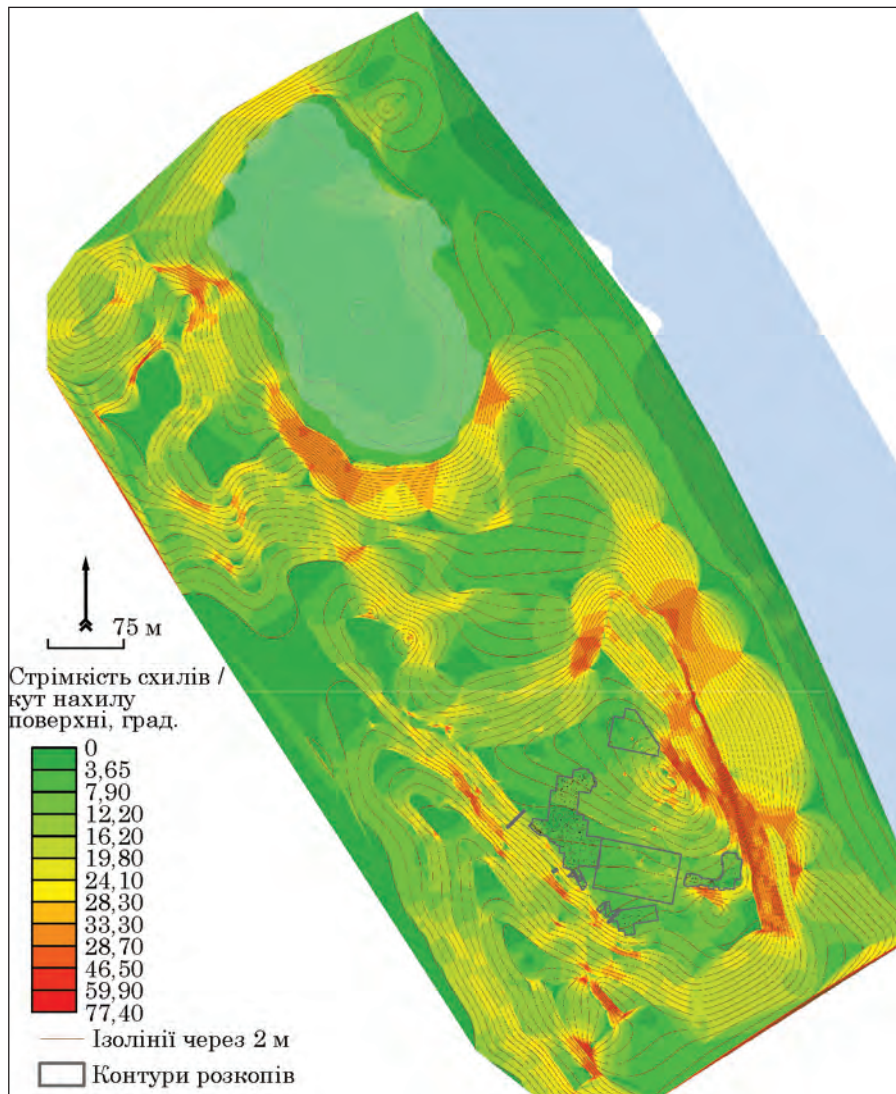 75 м
Стрімкість схилів /
кут нахилу
поверхні, град.
0
3,65
7,90
12,20
16,20
19,80
24,10
28,30
33,30
28,70
46,50
59,90
77,40
Ізолінії через 2 м
Контури розкопів